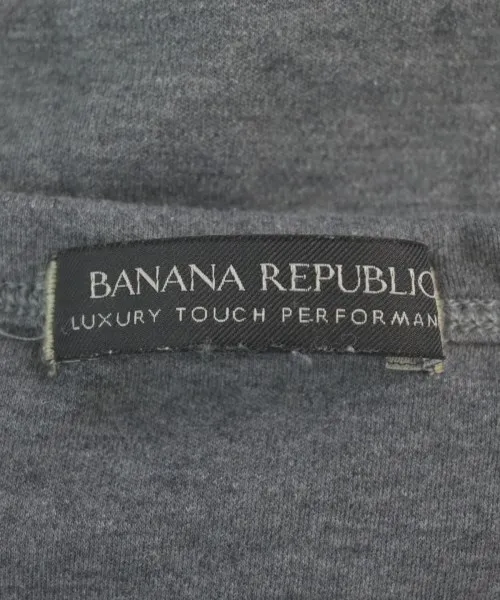 BANANA REPUBLIC
LUXURY TOUCH PERFORMAN